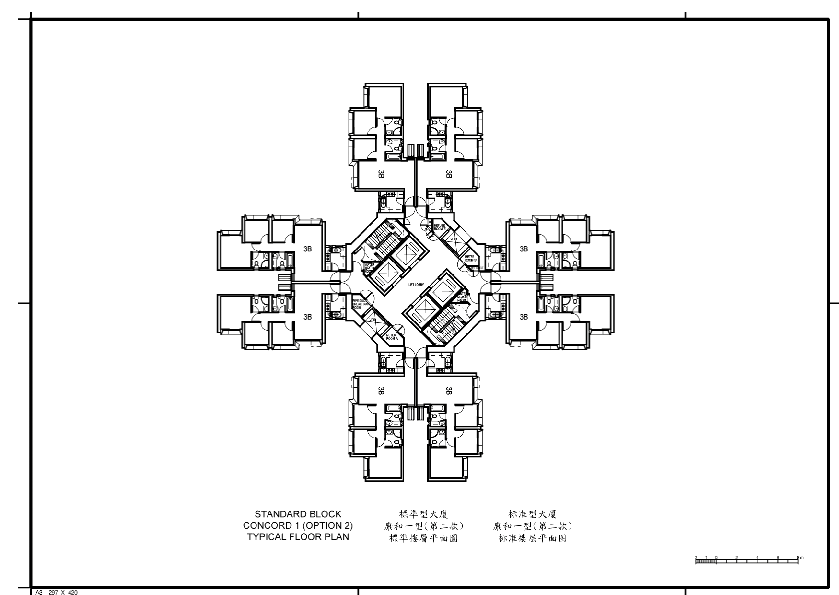 3B
3B
3B
3B
3B
3B
LIFT LOBBY
3B
3B
STANDARD BLOCK
CONCORD 1 (OPTION 2)
TYPICAL FLOOR PLAN
標準型大廈
康和一型(第二款)
標準樓層平面圖
标准型大厦
康和一型(第二款)
标准楼层平面图
A3 297 X 420